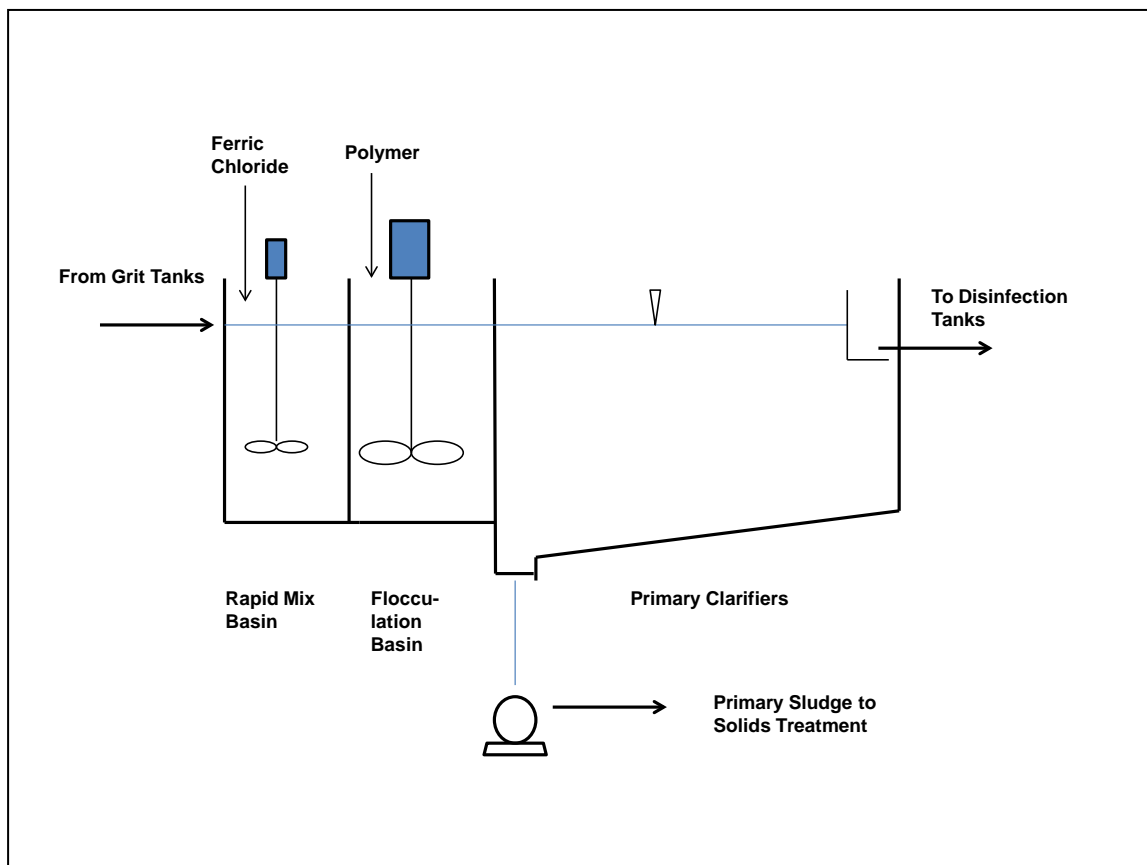 Ferric
Chloride
Polymer
From Grit Tanks
To Disinfection
Tanks
Rapid Mix
Basin
Floccu-
lation
Basin
Primary Clarifiers
Primary Sludge to
Solids Treatment